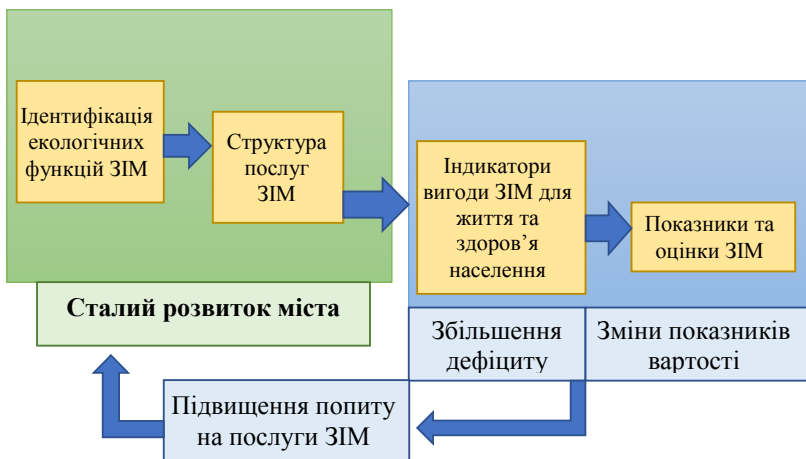 Ідентифікація
екологічних
функцій ЗІМ
Структура
послуг
ЗІМ
Індикатори
вигоди ЗІМ для
життя та
здоров’я
населення
Показники та
оцінки ЗІМ
Сталий розвиток міста
Збільшення
дефіциту
Зміни показників
вартості
Підвищення попиту
на послуги ЗІМ